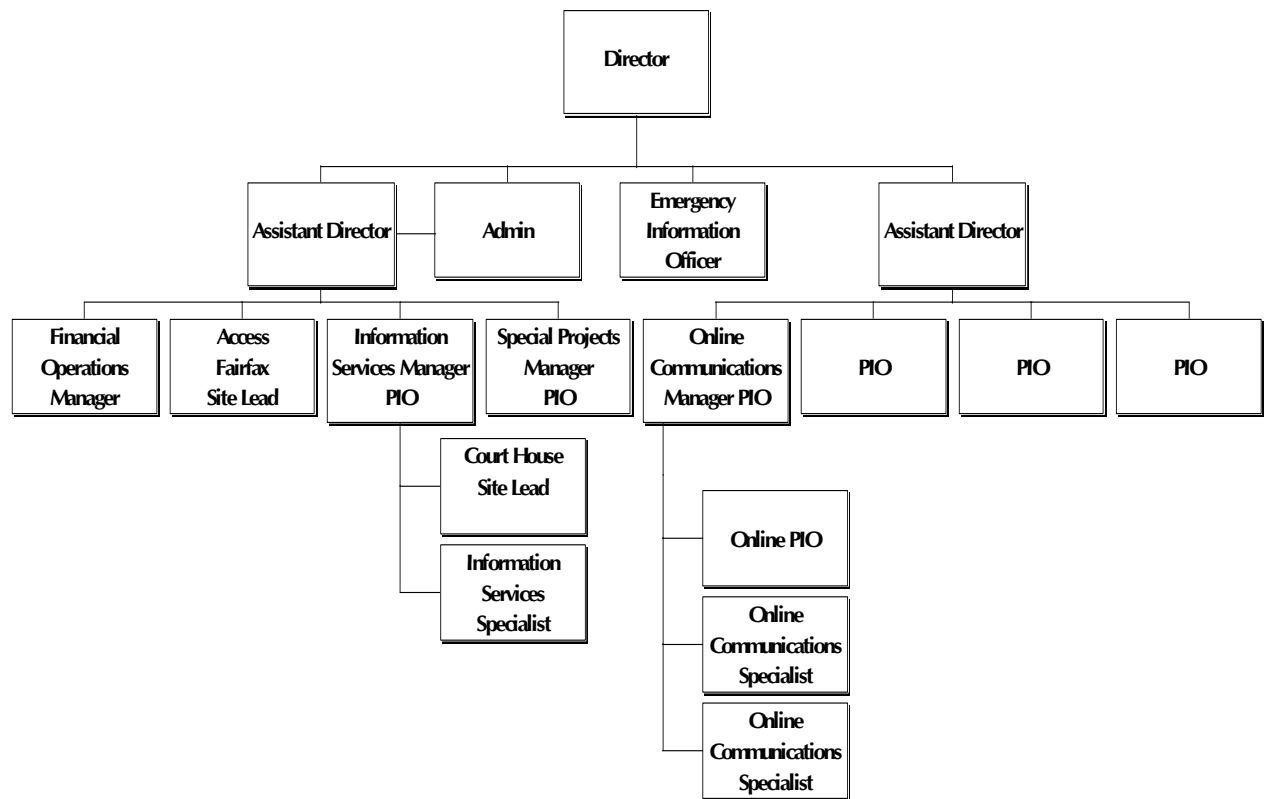 Director
Assistant Director
Admin
Emergency
Information
Officer
Assistant Director
Financial
Operations
Manager
Access
Fairfax
Site Lead
Information
Services Manager
PIO
Special Projects
Manager
PIO
Online
Communications
Manager PIO
PIO
PIO
PIO
Court House
Site Lead
Information
Services
Specialist
Online PIO
Online
Communications
Specialist
Online
Communications
Specialist